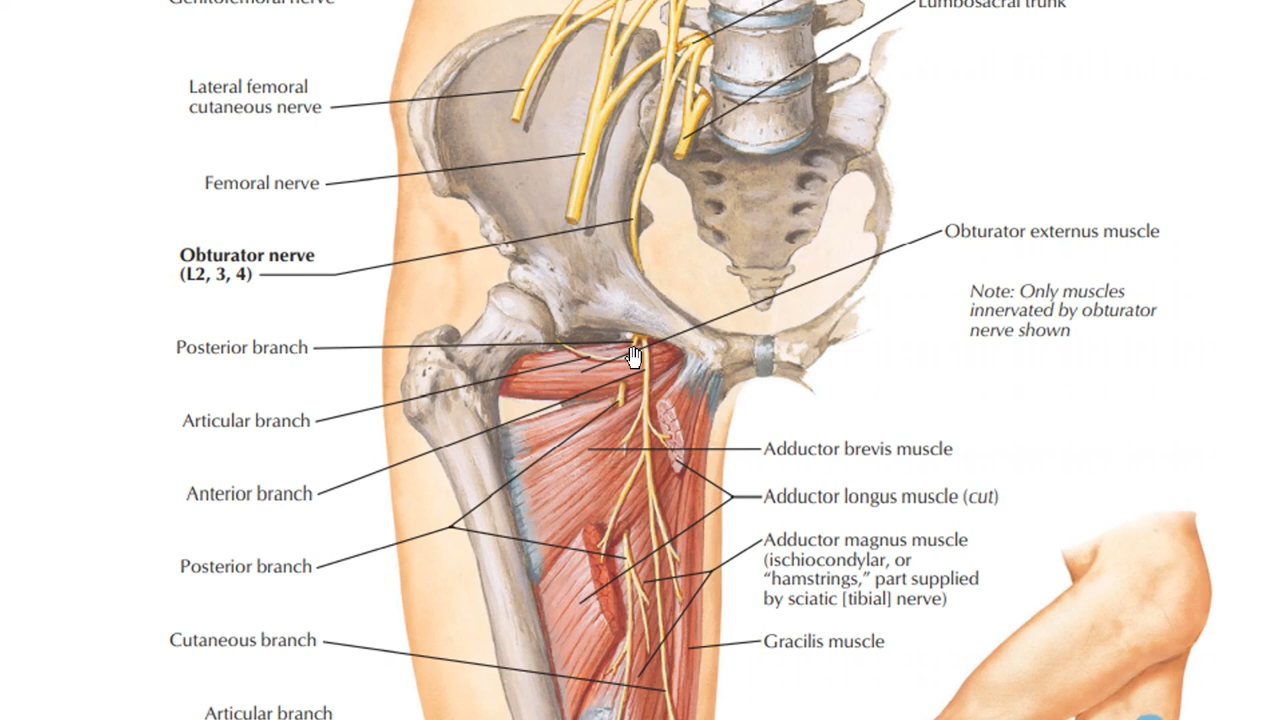 Genitofemoral nerve
Lumbosacral trunk
Lateral femoral
cutaneous nerve
Femoral nerve
Obturator nerve
(L2, 3, 4)
Obturator externus muscle
Note: Only muscles
innervated by obturator
nerve shown
Posterior branch
Articular branch
Adductor brevis muscle
Anterior branch
Adductor longus muscle (cut)
Adductor magnus muscle
(ischiocondylar, or
“hamstrings,” part supplied
by sciatic [tibial] nerve)
Posterior branch
Cutaneous branch
Gracilis muscle
Articular branch